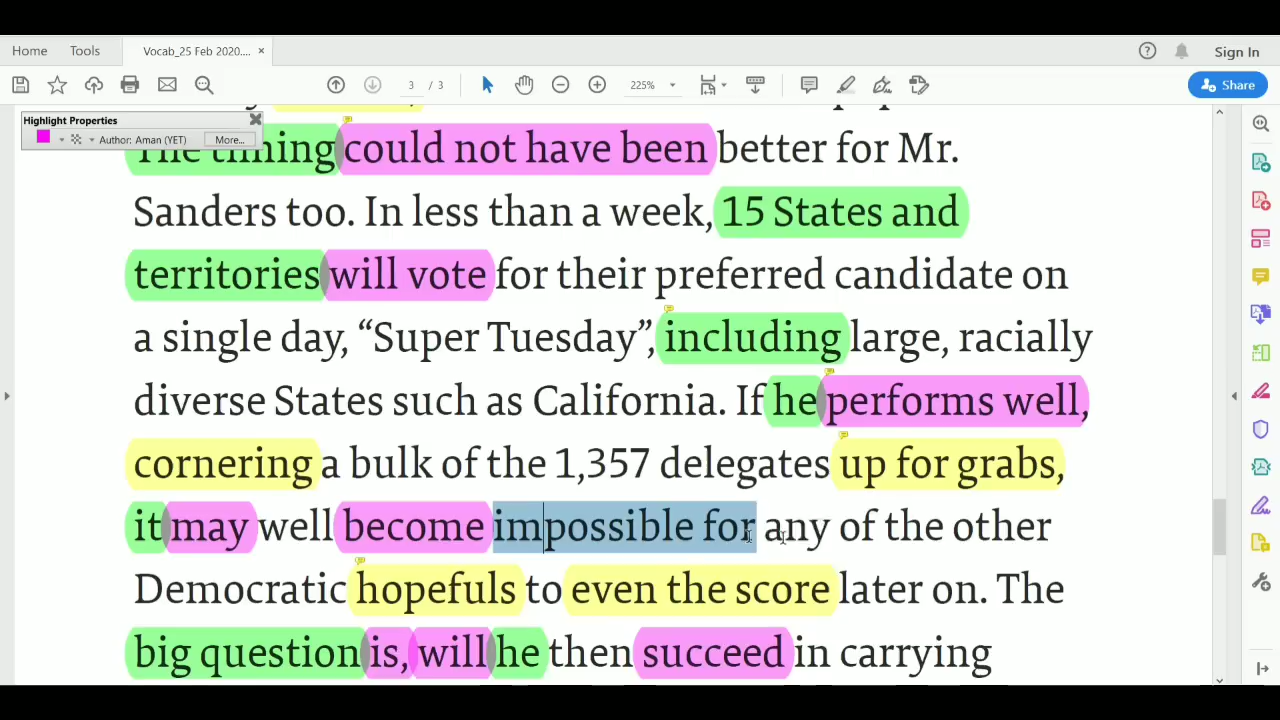 Home Tools Vocab_25 Feb 2020.... × Sign In
3 / 3 225% Share
Highlight Properties
Author: Aman (YET) More...
The timing could not have been better for Mr.
Sanders too. In less than a week, 15 States and
territories will vote for their preferred candidate on
a single day, “Super Tuesday”, including large, racially
diverse States such as California. If he performs well,
cornering a bulk of the 1,357 delegates up for grabs,
it may well become impossible for any of the other
Democratic hopefuls to even the score later on. The
big question is, will he then succeed in carrying